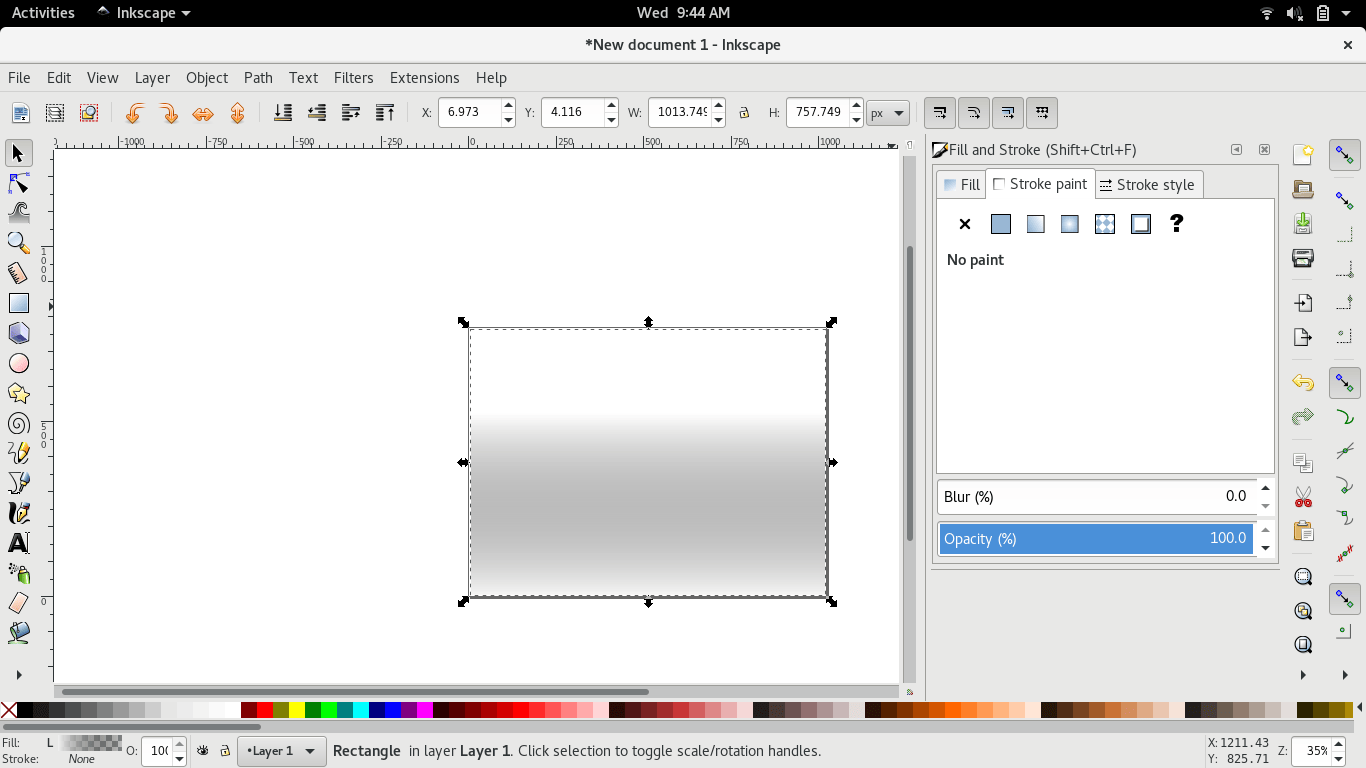 Activities Inkscape Wed 9:44 AM
*New document 1 - Inkscape
File Edit View Layer Object Path Text Filters Extensions Help
X: 6.973 Y: 4.116 W: 1013.749 H: 757.749 px
-1000 -750 -500 -250 0 250 500 750 1000
Fill and Stroke (Shift+Ctrl+F)
Fill Stroke paint Stroke style
No paint
1000
500
0
Blur (%) 0.0
Opacity (%) 100.0
Fill: L O: 100 •Layer 1 Rectangle in layer Layer 1. Click selection to toggle scale/rotation handles. X: 1211.43 Z: 35%
Stroke: None Y: 825.71